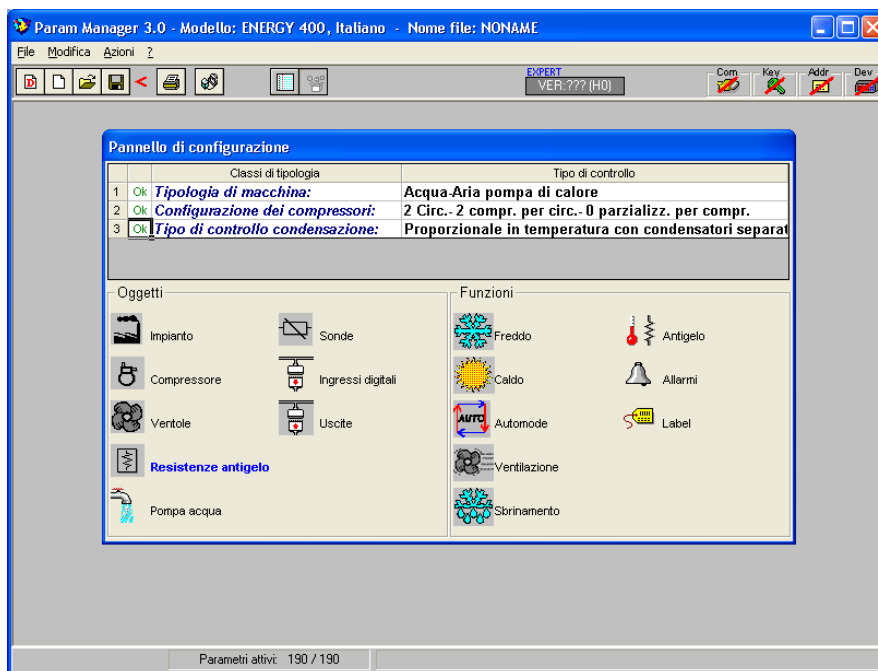 Param Manager 3.0 - Modello: ENERGY 400, Italiano - Nome file: NONAME
File Modifica Azioni ?
EXPERT
VER:??? (H0)
Com Key Addr Dev
Pannello di configurazione
Classi di tipologia Tipo di controllo
1 Ok Tipologia di macchina: Acqua-Aria pompa di calore
2 Ok Configurazione dei compressori: 2 Circ.- 2 compr. per circ.- 0 parzializz. per compr.
3 Ok Tipo di controllo condensazione: Proporzionale in temperatura con condensatori separat
Oggetti Funzioni
Impianto Sonde Freddo Antigelo
Compressore Ingressi digitali Caldo Allarmi
Ventole Uscite AUTO Automode Label
Resistenze antigelo Ventilazione
Pompa acqua Sbrinamento
Parametri attivi: 190 / 190